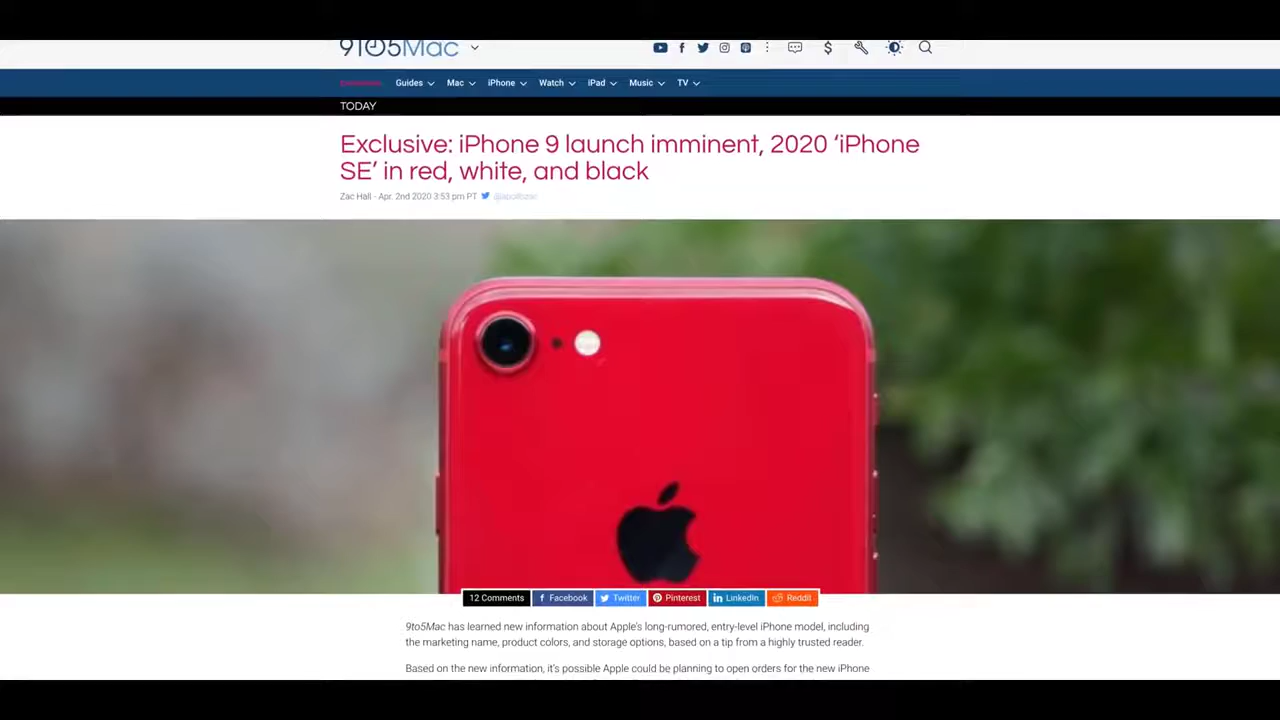 9TO5Mac
Guides Mac iPhone Watch iPad Music TV
TODAY
Exclusive: iPhone 9 launch imminent, 2020 ‘iPhone
SE’ in red, white, and black
Zac Hall - Apr. 2nd 2020 3:53 pm PT @apollozac
12 Comments Facebook Twitter Pinterest LinkedIn Reddit
9to5Mac has learned new information about Apple's long-rumored, entry-level iPhone model, including
the marketing name, product colors, and storage options, based on a tip from a highly trusted reader.
Based on the new information, it's possible Apple could be planning to open orders for the new iPhone